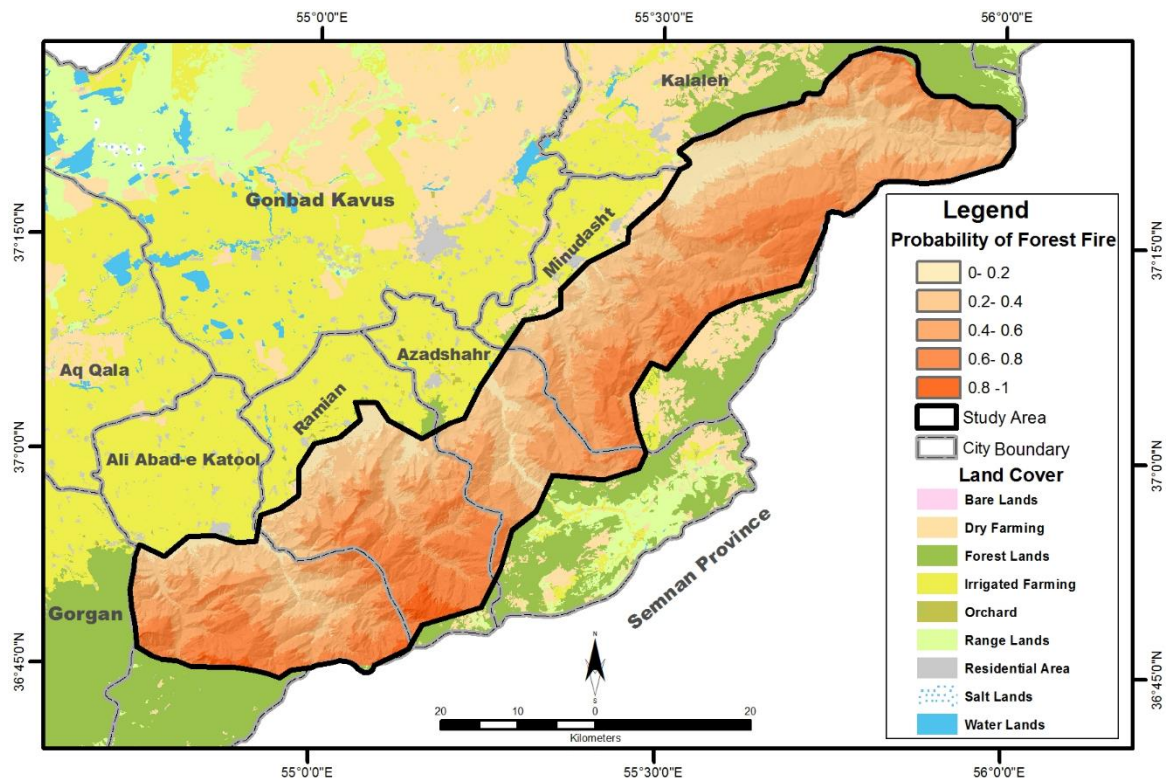 55°0'0"E
55°30'0"E
56°0'0"E
37°15'0"N
37°0'0"N
36°45'0"N
Kalaleh
Gonbad Kavus
Minudasht
Azadshahr
Aq Qala
Ramian
Ali Abad-e Katool
Gorgan
Semnan Province
Legend
Probability of Forest Fire
0- 0.2
0.2- 0.4
0.4- 0.6
0.6- 0.8
0.8 -1
Study Area
City Boundary
Land Cover
Bare Lands
Dry Farming
Forest Lands
Irrigated Farming
Orchard
Range Lands
Residential Area
Salt Lands
Water Lands
37°15'0"N
37°0'0"N
36°45'0"N
N
S
20 10 0 20
Kilometers
55°0'0"E
55°30'0"E
56°0'0"E